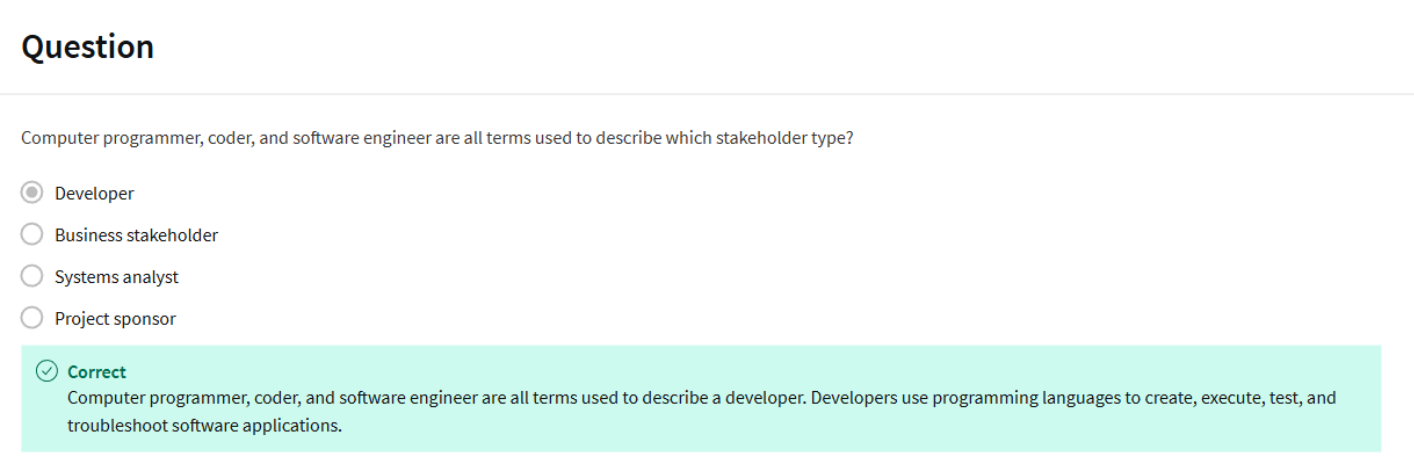 Question
Computer programmer, coder, and software engineer are all terms used to describe which stakeholder type?
Developer
Business stakeholder
Systems analyst
Project sponsor
Correct
Computer programmer, coder, and software engineer are all terms used to describe a developer. Developers use programming languages to create, execute, test, and
troubleshoot software applications.